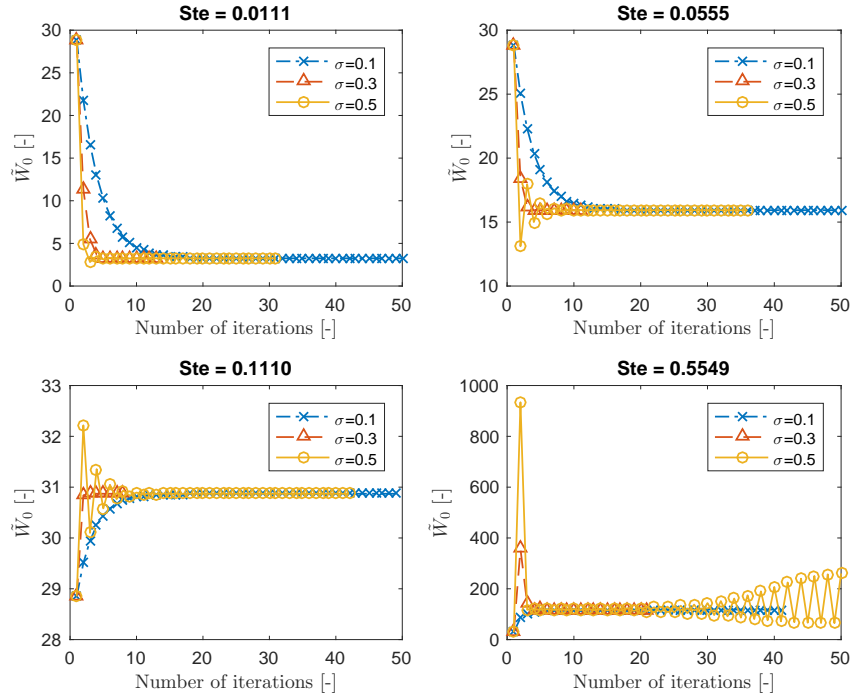 Ste = 0.0111
30
25
20
15
10
5
0
0 10 20 30 40 50
W̃₀ [-]
Number of iterations [-]
σ=0.1
σ=0.3
σ=0.5
Ste = 0.0555
30
25
20
15
10
0 10 20 30 40 50
W̃₀ [-]
Number of iterations [-]
σ=0.1
σ=0.3
σ=0.5
Ste = 0.1110
33
32
31
30
29
28
0 10 20 30 40 50
W̃₀ [-]
Number of iterations [-]
σ=0.1
σ=0.3
σ=0.5
Ste = 0.5549
1000
800
600
400
200
0
0 10 20 30 40 50
W̃₀ [-]
Number of iterations [-]
σ=0.1
σ=0.3
σ=0.5